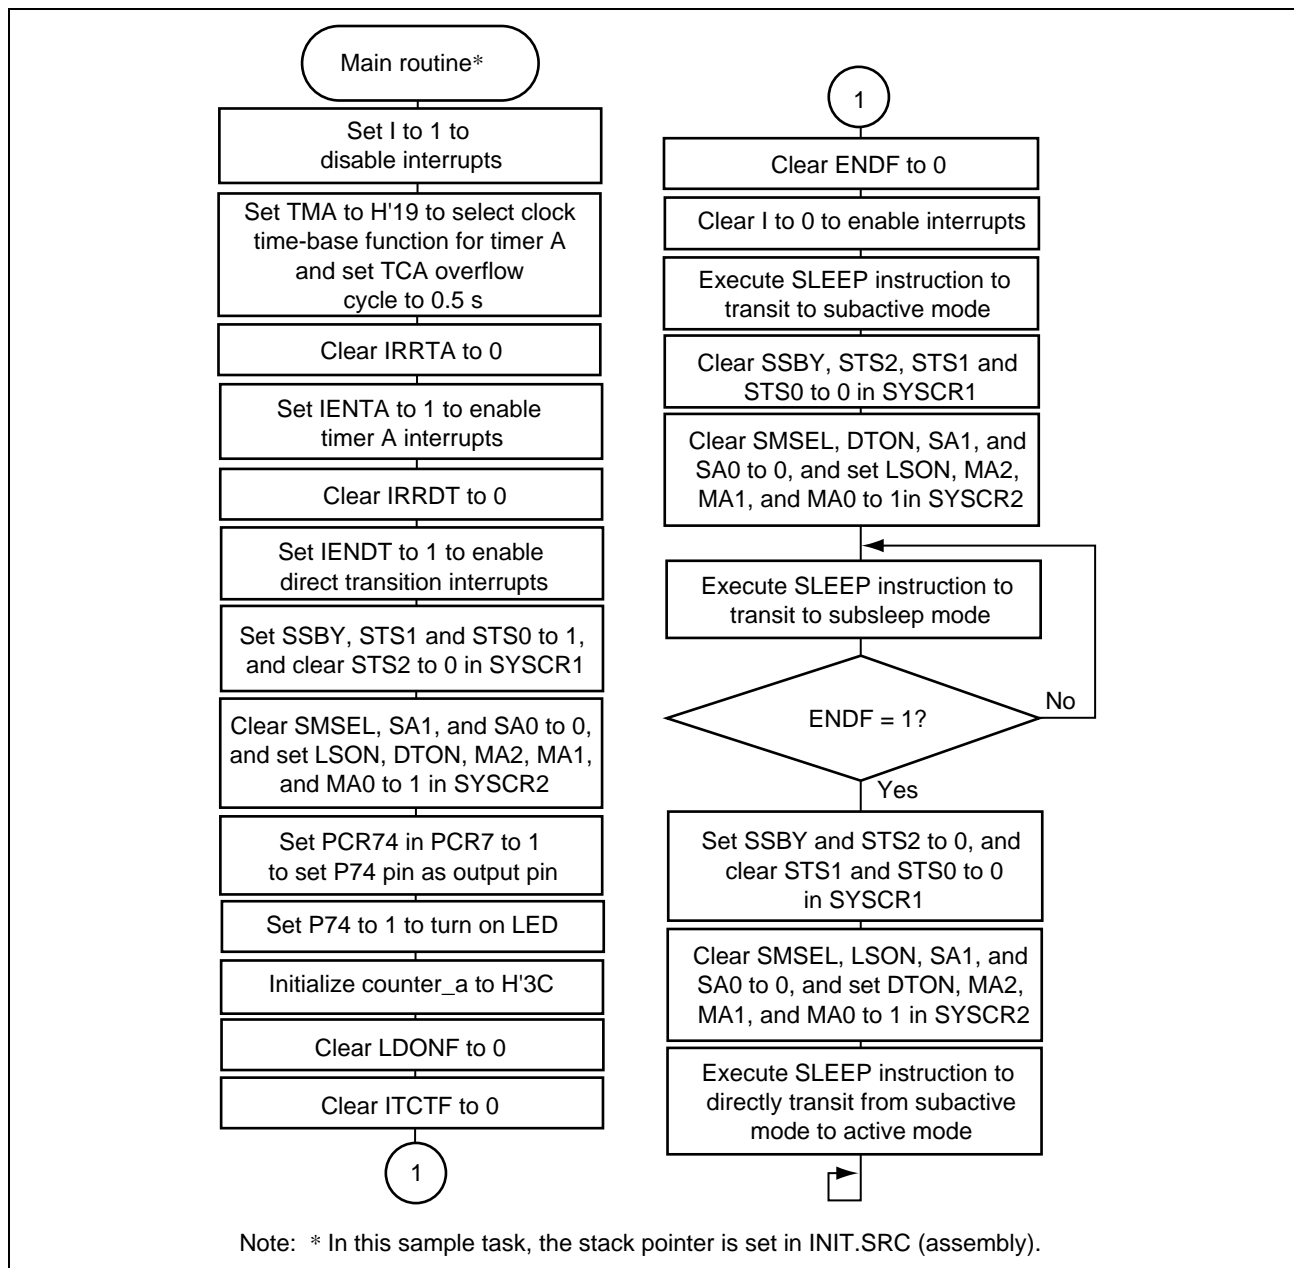 Main routine*
Set I to 1 to
disable interrupts
Set TMA to H'19 to select clock
time-base function for timer A
and set TCA overflow
cycle to 0.5 s
Clear IRRTA to 0
Set IENTA to 1 to enable
timer A interrupts
Clear IRRDT to 0
Set IENDT to 1 to enable
direct transition interrupts
Set SSBY, STS1 and STS0 to 1,
and clear STS2 to 0 in SYSCR1
Clear SMSEL, SA1, and SA0 to 0,
and set LSON, DTON, MA2, MA1,
and MA0 to 1 in SYSCR2
Set PCR74 in PCR7 to 1
to set P74 pin as output pin
Set P74 to 1 to turn on LED
Initialize counter_a to H'3C
Clear LDONF to 0
Clear ITCTF to 0
1
1
Clear ENDF to 0
Clear I to 0 to enable interrupts
Execute SLEEP instruction to
transit to subactive mode
Clear SSBY, STS2, STS1 and
STS0 to 0 in SYSCR1
Clear SMSEL, DTON, SA1, and
SA0 to 0, and set LSON, MA2,
MA1, and MA0 to 1in SYSCR2
Execute SLEEP instruction to
transit to subsleep mode
ENDF = 1?
No
Yes
Set SSBY and STS2 to 0, and
clear STS1 and STS0 to 0
in SYSCR1
Clear SMSEL, LSON, SA1, and
SA0 to 0, and set DTON, MA2,
MA1, and MA0 to 1 in SYSCR2
Execute SLEEP instruction to
directly transit from subactive
mode to active mode
Note: * In this sample task, the stack pointer is set in INIT.SRC (assembly).